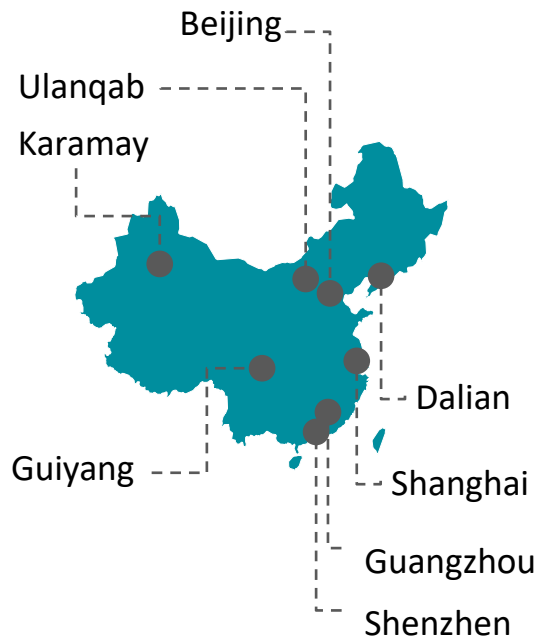 Beijing
Ulanqab
Karamay
Dalian
Guiyang
Shanghai
Guangzhou
Shenzhen